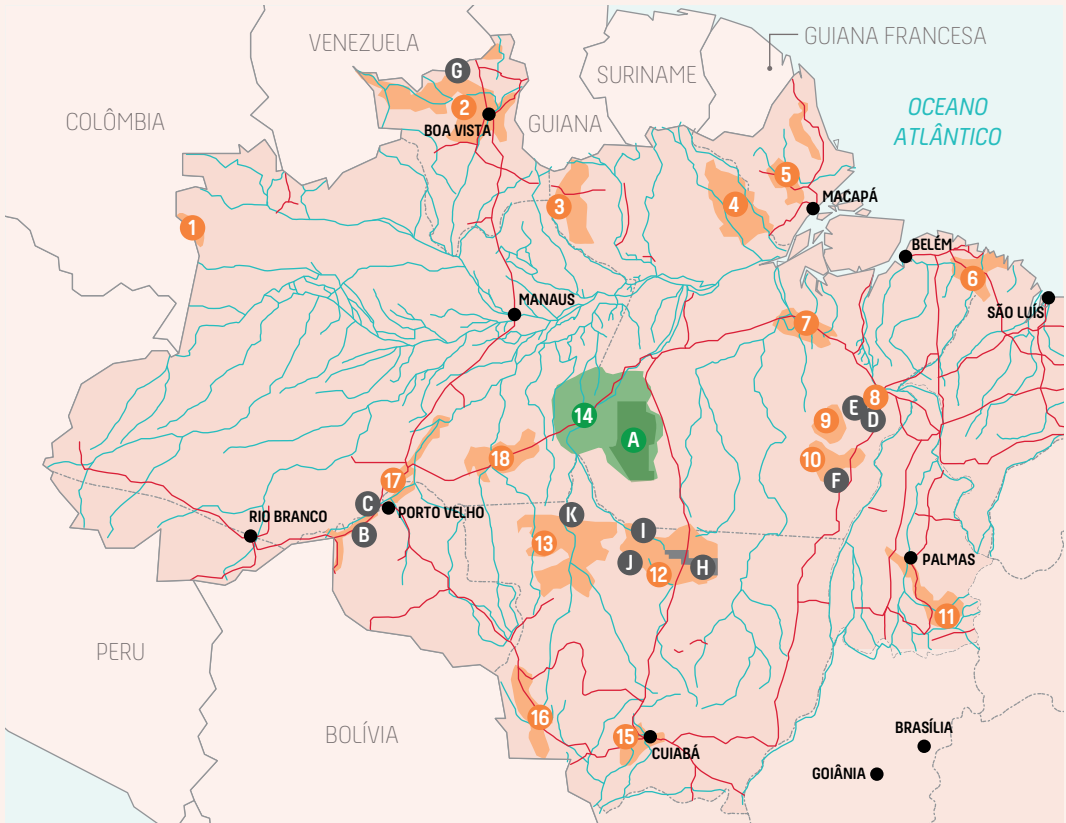 VENEZUELA
GUIANA FRANCESA
SURINAME
G
COLÔMBIA
2
BOA VISTA
GUIANA
OCEANO
ATLÂNTICO
5
MACAPÁ
3
4
1
BELÉM
6
MANAUS
SÃO LUÍS
7
8
E
D
14
9
A
10
18
F
17
C
PORTO VELHO
K
RIO BRANCO
B
I
13
J
H
12
PALMAS
11
PERU
16
BOLÍVIA
15
CUIABÁ
BRASÍLIA
GOIÂNIA